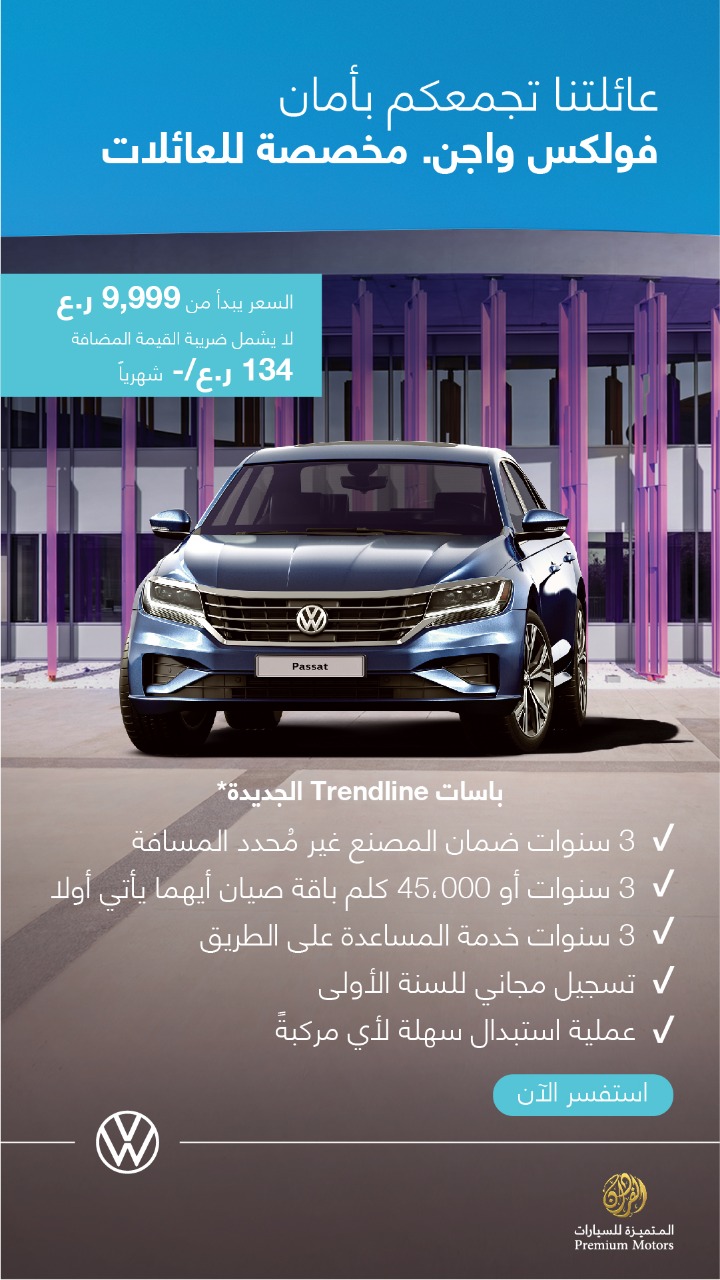 عائلتنا تجمعكم بأمان
فولكس واجن. مخصصة للعائلات
السعر يبدأ من 9,999 ر.ع
لا يشمل ضريبة القيمة المضافة
134 ر.ع/- شهرياً
Passat
باسات Trendline الجديدة*
✓ 3 سنوات ضمان المصنع غير مُحدد المسافة
✓ 3 سنوات أو 45،000 كلم باقة صيان أيهما يأتي أولا
✓ 3 سنوات خدمة المساعدة على الطريق
✓ تسجيل مجاني للسنة الأولى
✓ عملية استبدال سهلة لأي مركبةً
استفسر الآن
المتميزة للسيارات
Premium Motors